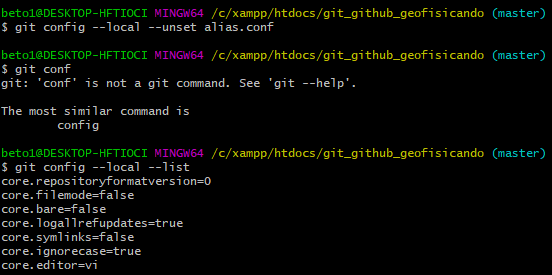 beto1@DESKTOP-HFTIOCI MINGW64 /c/xampp/htdocs/git_github_geofisicando (master)
$ git config --local --unset alias.conf

beto1@DESKTOP-HFTIOCI MINGW64 /c/xampp/htdocs/git_github_geofisicando (master)
$ git conf
git: 'conf' is not a git command. See 'git --help'.

The most similar command is
        config

beto1@DESKTOP-HFTIOCI MINGW64 /c/xampp/htdocs/git_github_geofisicando (master)
$ git config --local --list
core.repositoryformatversion=0
core.filemode=false
core.bare=false
core.logallrefupdates=true
core.symlinks=false
core.ignorecase=true
core.editor=vi